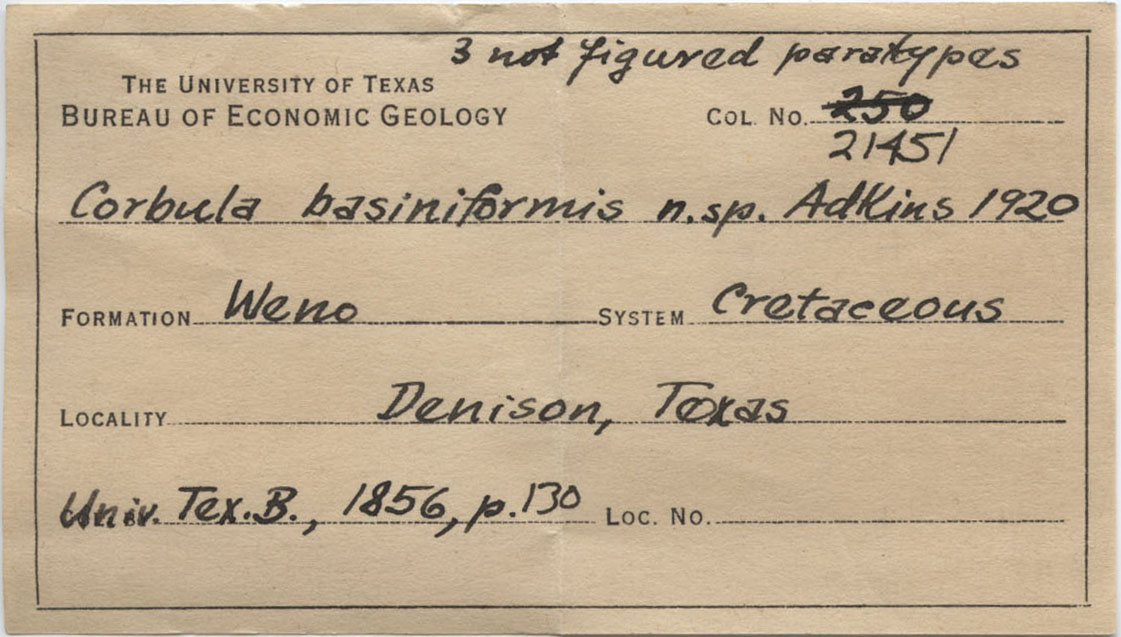 3 not figured paratypes
THE UNIVERSITY OF TEXAS
BUREAU OF ECONOMIC GEOLOGY
COL. NO. 250
21451
Corbula basiniformis n.sp. Adkins 1920
FORMATION Weno SYSTEM Cretaceous
LOCALITY Denison, Texas
Univ. Tex. B., 1856, p. 130 LOC. NO.